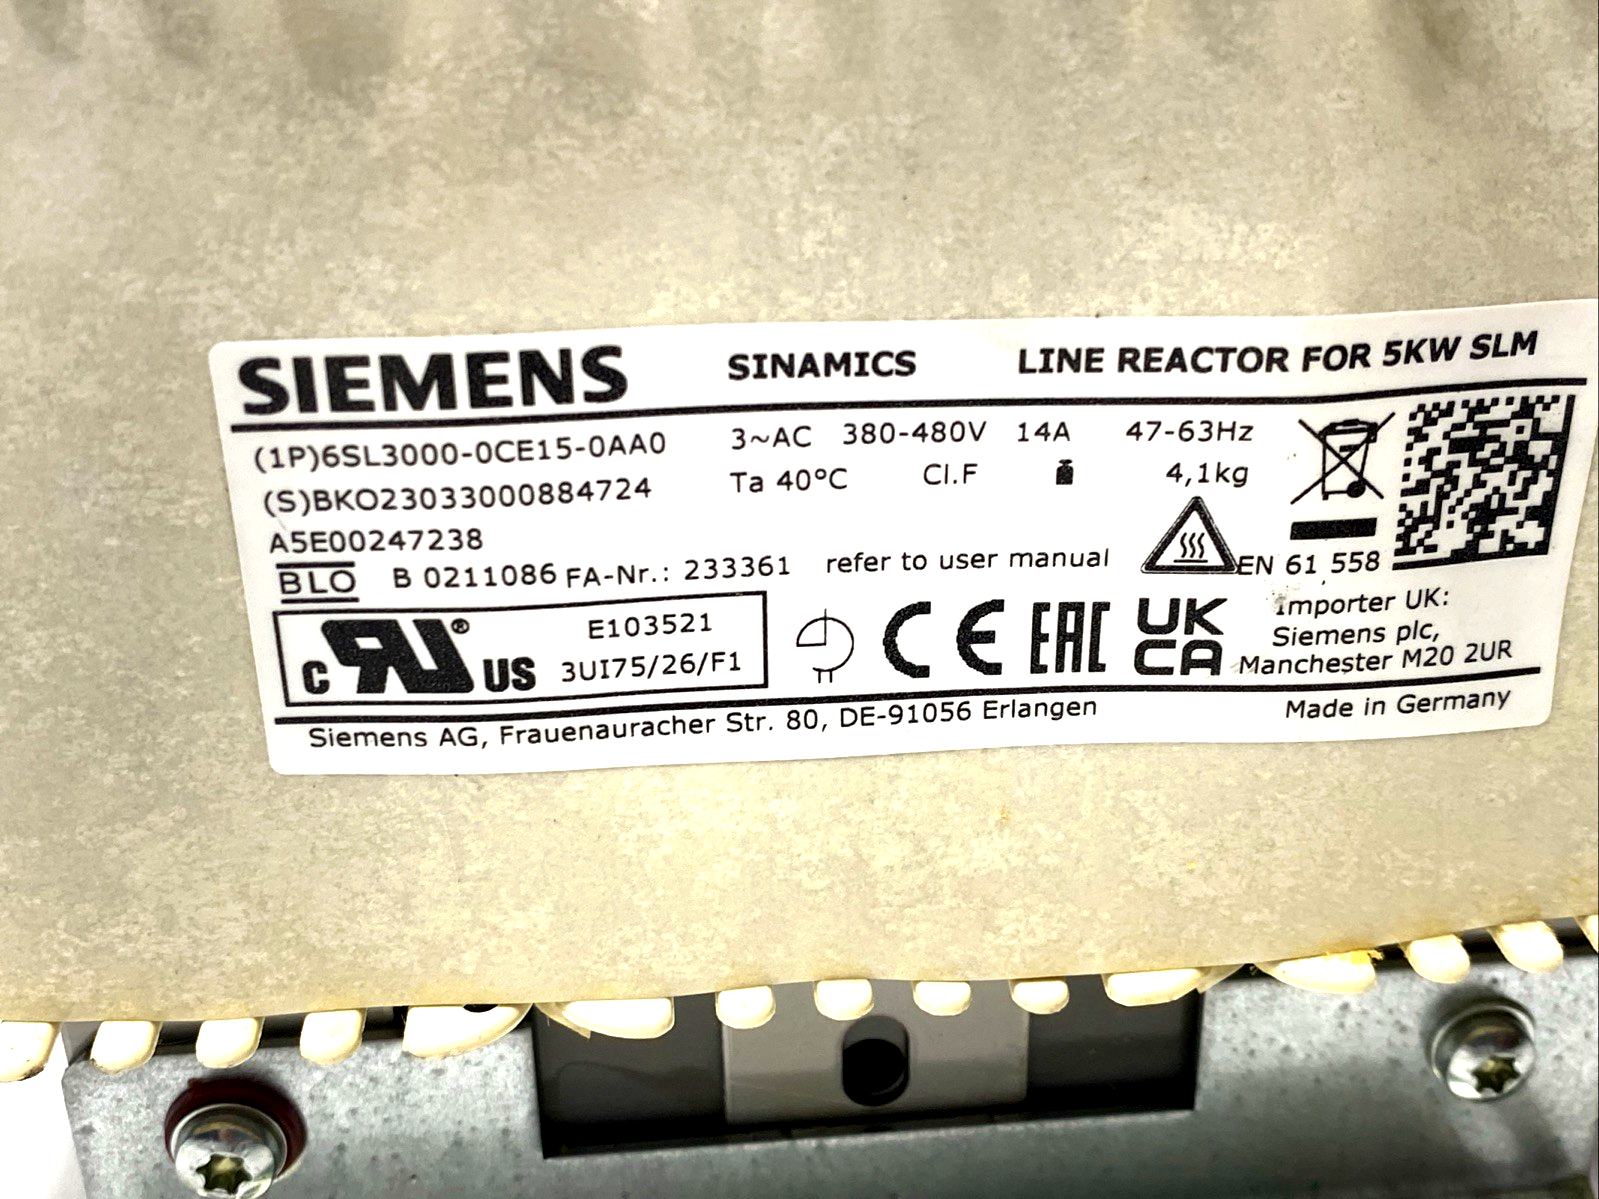 SIEMENS SINAMICS LINE REACTOR FOR 5KW SLM
(1P)6SL3000-0CE15-0AA0 3~AC 380-480V 14A 47-63Hz
(S)BKO23033000884724 Ta 40°C Cl.F 4,1kg
A5E00247238
BLO B 0211086 FA-Nr.: 233361 refer to user manual EN 61 558
c RU® US E103521
3UI75/26/F1
CE EAC UK CA
Importer UK:
Siemens plc,
Manchester M20 2UR
Siemens AG, Frauenauracher Str. 80, DE-91056 Erlangen Made in Germany